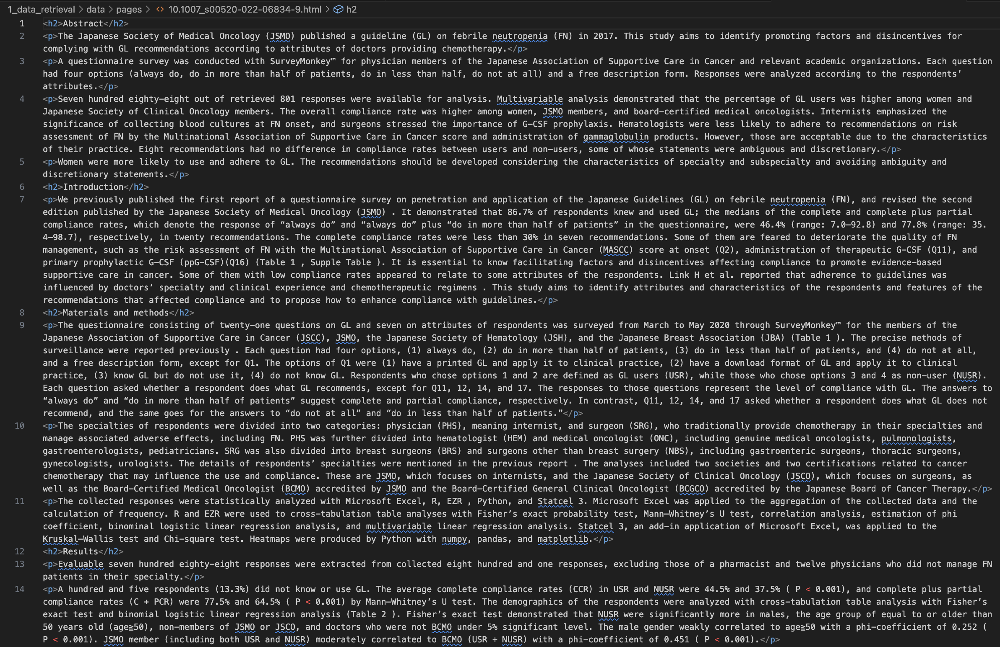 1_data_retrieval > data > pages > <> 10.1007_s00520-022-06834-9.html > h2
1 <h2>Abstract</h2>
2 <p>The Japanese Society of Medical Oncology (JSMO) published a guideline (GL) on febrile neutropenia (FN) in 2017. This study aims to identify promoting factors and disincentives for
complying with GL recommendations according to attributes of doctors providing chemotherapy.</p>
3 <p>A questionnaire survey was conducted with SurveyMonkey™ for physician members of the Japanese Association of Supportive Care in Cancer and relevant academic organizations. Each question
had four options (always do, do in more than half of patients, do in less than half, do not at all) and a free description form. Responses were analyzed according to the respondents’
attributes.</p>
4 <p>Seven hundred eighty-eight out of retrieved 801 responses were available for analysis. Multivariable analysis demonstrated that the percentage of GL users was higher among women and
Japanese Society of Clinical Oncology members. The overall compliance rate was higher among women, JSMO members, and board-certified medical oncologists. Internists emphasized the
significance of collecting blood cultures at FN onset, and surgeons stressed the importance of G-CSF prophylaxis. Hematologists were less likely to adhere to recommendations on risk
assessment of FN by the Multinational Association of Supportive Care in Cancer score and administration of gammaglobulin products. However, those are acceptable due to the characteristics
of their practice. Eight recommendations had no difference in compliance rates between users and non-users, some of whose statements were ambiguous and discretionary.</p>
5 <p>Women were more likely to use and adhere to GL. The recommendations should be developed considering the characteristics of specialty and subspecialty and avoiding ambiguity and
discretionary statements.</p>
6 <h2>Introduction</h2>
7 <p>We previously published the first report of a questionnaire survey on penetration and application of the Japanese Guidelines (GL) on febrile neutropenia (FN), and revised the second
edition published by the Japanese Society of Medical Oncology (JSMO) . It demonstrated that 86.7% of respondents knew and used GL; the medians of the complete and complete plus partial
compliance rates, which denote the response of “always do” and “always do” plus “do in more than half of patients” in the questionnaire, were 46.4% (range: 7.0–92.8) and 77.8% (range: 35.
4–98.7), respectively, in twenty recommendations. The complete compliance rates were less than 30% in seven recommendations. Some of them are feared to deteriorate the quality of FN
management, such as the risk assessment of FN with the Multinational Association of Supportive Care in Cancer (MASCC) score at onset (Q2), administration of therapeutic G-CSF (Q11), and
primary prophylactic G-CSF (ppG-CSF)(Q16) (Table 1 , Supple Table ). It is essential to know facilitating factors and disincentives affecting compliance to promote evidence-based
supportive care in cancer. Some of them with low compliance rates appeared to relate to some attributes of the respondents. Link H et al. reported that adherence to guidelines was
influenced by doctors’ specialty and clinical experience and chemotherapeutic regimens . This study aims to identify attributes and characteristics of the respondents and features of the
recommendations that affected compliance and to propose how to enhance compliance with guidelines.</p>
8 <h2>Materials and methods</h2>
9 <p>The questionnaire consisting of twenty-one questions on GL and seven on attributes of respondents was surveyed from March to May 2020 through SurveyMonkey™ for the members of the
Japanese Association of Supportive Care in Cancer (JSCC), JSMO, the Japanese Society of Hematology (JSH), and the Japanese Breast Association (JBA) (Table 1 ). The precise methods of
surveillance were reported previously . Each question had four options, (1) always do, (2) do in more than half of patients, (3) do in less than half of patients, and (4) do not at all,
and a free description form, except for Q1. The options of Q1 were (1) have a printed GL and apply it to clinical practice, (2) have a download format of GL and apply it to clinical
practice, (3) know GL but do not use it, (4) do not know GL. Respondents who chose options 1 and 2 are defined as GL users (USR), while those who chose options 3 and 4 as non-user (NUSR).
Each question asked whether a respondent does what GL recommends, except for Q11, 12, 14, and 17. The responses to those questions represent the level of compliance with GL. The answers to
“always do” and “do in more than half of patients” suggest complete and partial compliance, respectively. In contrast, Q11, 12, 14, and 17 asked whether a respondent does what GL does not
recommend, and the same goes for the answers to “do not at all” and “do in less than half of patients.”</p>
10 <p>The specialties of respondents were divided into two categories: physician (PHS), meaning internist, and surgeon (SRG), who traditionally provide chemotherapy in their specialties and
manage associated adverse effects, including FN. PHS was further divided into hematologist (HEM) and medical oncologist (ONC), including genuine medical oncologists, pulmonologists,
gastroenterologists, pediatricians. SRG was also divided into breast surgeons (BRS) and surgeons other than breast surgery (NBS), including gastroenteric surgeons, thoracic surgeons,
gynecologists, urologists. The details of respondents’ specialties were mentioned in the previous report . The analyses included two societies and two certifications related to cancer
chemotherapy that may influence the use and compliance. These are JSMO, which focuses on internists, and the Japanese Society of Clinical Oncology (JSCO), which focuses on surgeons, as
well as the Board-Certified Medical Oncologist (BCMO) accredited by JSMO and the Board-Certified General Clinical Oncologist (BCGCO) accredited by the Japanese Board of Cancer Therapy.</p>
11 <p>The collected responses were statistically analyzed with Microsoft Excel, R, EZR , Python, and Statcel 3. Microsoft Excel was applied to the aggregation of the collected data and the
calculation of frequency. R and EZR were used to cross-tabulation table analyses with Fisher’s exact probability test, Mann–Whitney’s U test, correlation analysis, estimation of phi
coefficient, binominal logistic linear regression analysis, and multivariable linear regression analysis. Statcel 3, an add-in application of Microsoft Excel, was applied to the
Kruskal–Wallis test and Chi-square test. Heatmaps were produced by Python with numpy, pandas, and matplotlib.</p>
12 <h2>Results</h2>
13 <p>Evaluable seven hundred eighty-eight responses were extracted from collected eight hundred and one responses, excluding those of a pharmacist and twelve physicians who did not manage FN
patients in their specialty.</p>
14 <p>A hundred and five respondents (13.3%) did not know or use GL. The average complete compliance rates (CCR) in USR and NUSR were 44.5% and 37.5% ( P < 0.001), and complete plus partial
compliance rates (C + PCR) were 77.5% and 64.5% ( P < 0.001) by Mann–Whitney’s U test. The demographics of the respondents were analyzed with cross-tabulation table analysis with Fisher’s
exact test and binomial logistic linear regression analysis (Table 2 ). Fisher’s exact test demonstrated that NUSR were significantly more in males, the age group of equal to or older than
50 years old (age≧50), non-members of JSMO or JSCO, and doctors who were not BCMO under 5% significant level. The male gender weakly correlated to age≧50 with a phi-coefficient of 0.252 (
P < 0.001). JSMO member (including both USR and NUSR) moderately correlated to BCMO (USR + NUSR) with a phi-coefficient of 0.451 ( P < 0.001).</p>